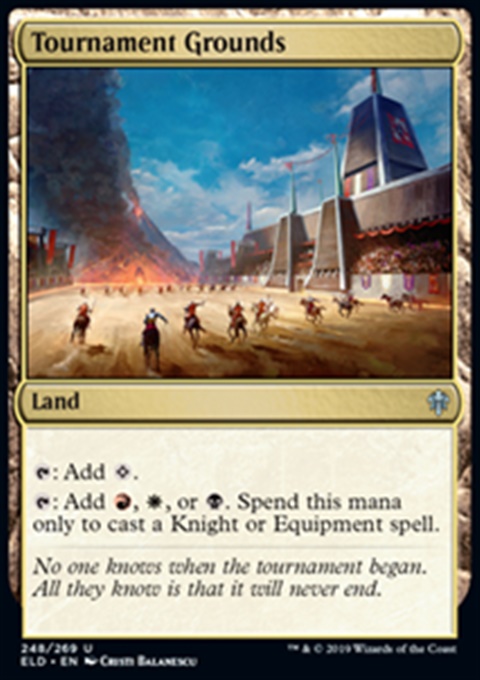 Tournament Grounds
Land
: Add .
: Add , , or . Spend this mana
only to cast a Knight or Equipment spell.
No one knows when the tournament began.
All they know is that it will never end.
248/269 U
ELD • EN Cristi Balanescu
™ & © 2019 Wizards of the Coast